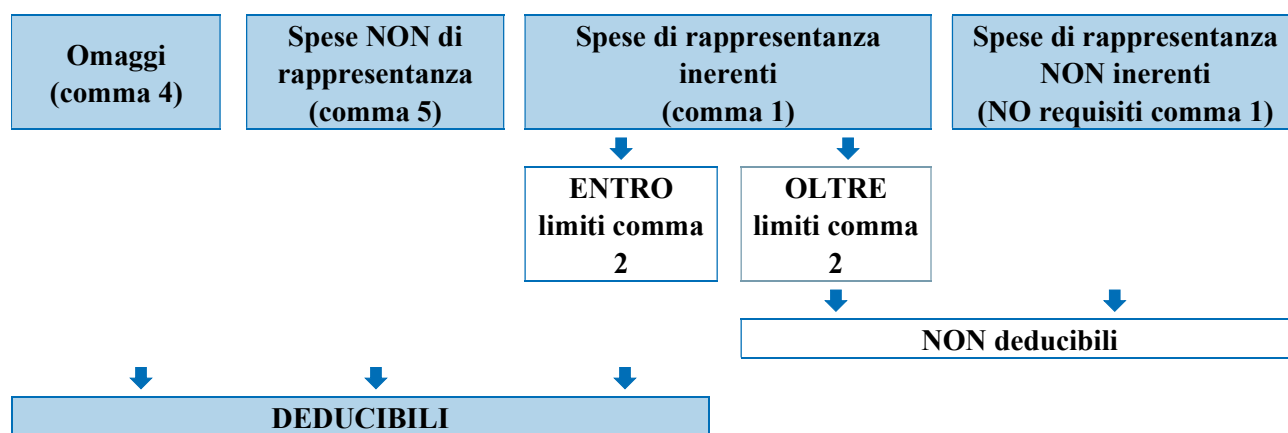 Omaggi
(comma 4)
Spese NON di
rappresentanza
(comma 5)
Spese di rappresentanza
inerenti
(comma 1)
Spese di rappresentanza
NON inerenti
(NO requisiti comma 1)
ENTRO
limiti comma
2
OLTRE
limiti comma
2
NON deducibili
DEDUCIBILI